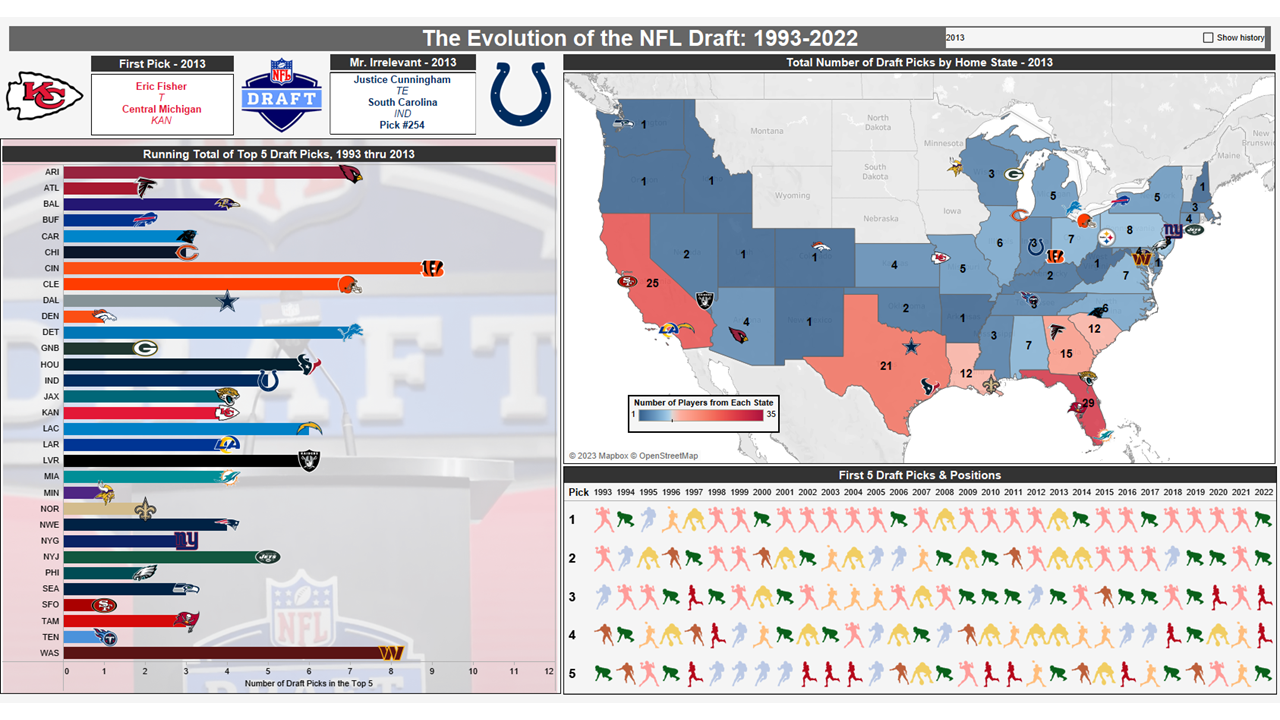 The Evolution of the NFL Draft: 1993-2022
2013
Show history
First Pick - 2013
Eric Fisher
T
Central Michigan
KAN
NFL
DRAFT
Mr. Irrelevant - 2013
Justice Cunningham
TE
South Carolina
IND
Pick #254
Running Total of Top 5 Draft Picks, 1993 thru 2013
ARI
ATL
BAL
BUF
CAR
CHI
CIN
CLE
DAL
DEN
DET
GNB
HOU
IND
JAX
KAN
LAC
LAR
LVR
MIA
MIN
NOR
NWE
NYG
NYJ
PHI
SEA
SFO
TAM
TEN
WAS
0 1 2 3 4 5 6 7 8 9 10 11 12
Number of Draft Picks in the Top 5
Total Number of Draft Picks by Home State - 2013
Montana
North Dakota
Minnesota
South Dakota
Wyoming
Nebraska
Iowa
VT
Maine
New Brunswi
1
1 1
3 5 5 3 1
4
2 1 1 4 5 6 3 7 8
2 1 7
25 4 1 2 1 3 6
3 7 15 12
21 12
29
Number of Players from Each State
1 35
© 2023 Mapbox © OpenStreetMap
First 5 Draft Picks & Positions
Pick 1993 1994 1995 1996 1997 1998 1999 2000 2001 2002 2003 2004 2005 2006 2007 2008 2009 2010 2011 2012 2013 2014 2015 2016 2017 2018 2019 2020 2021 2022
1
2
3
4
5